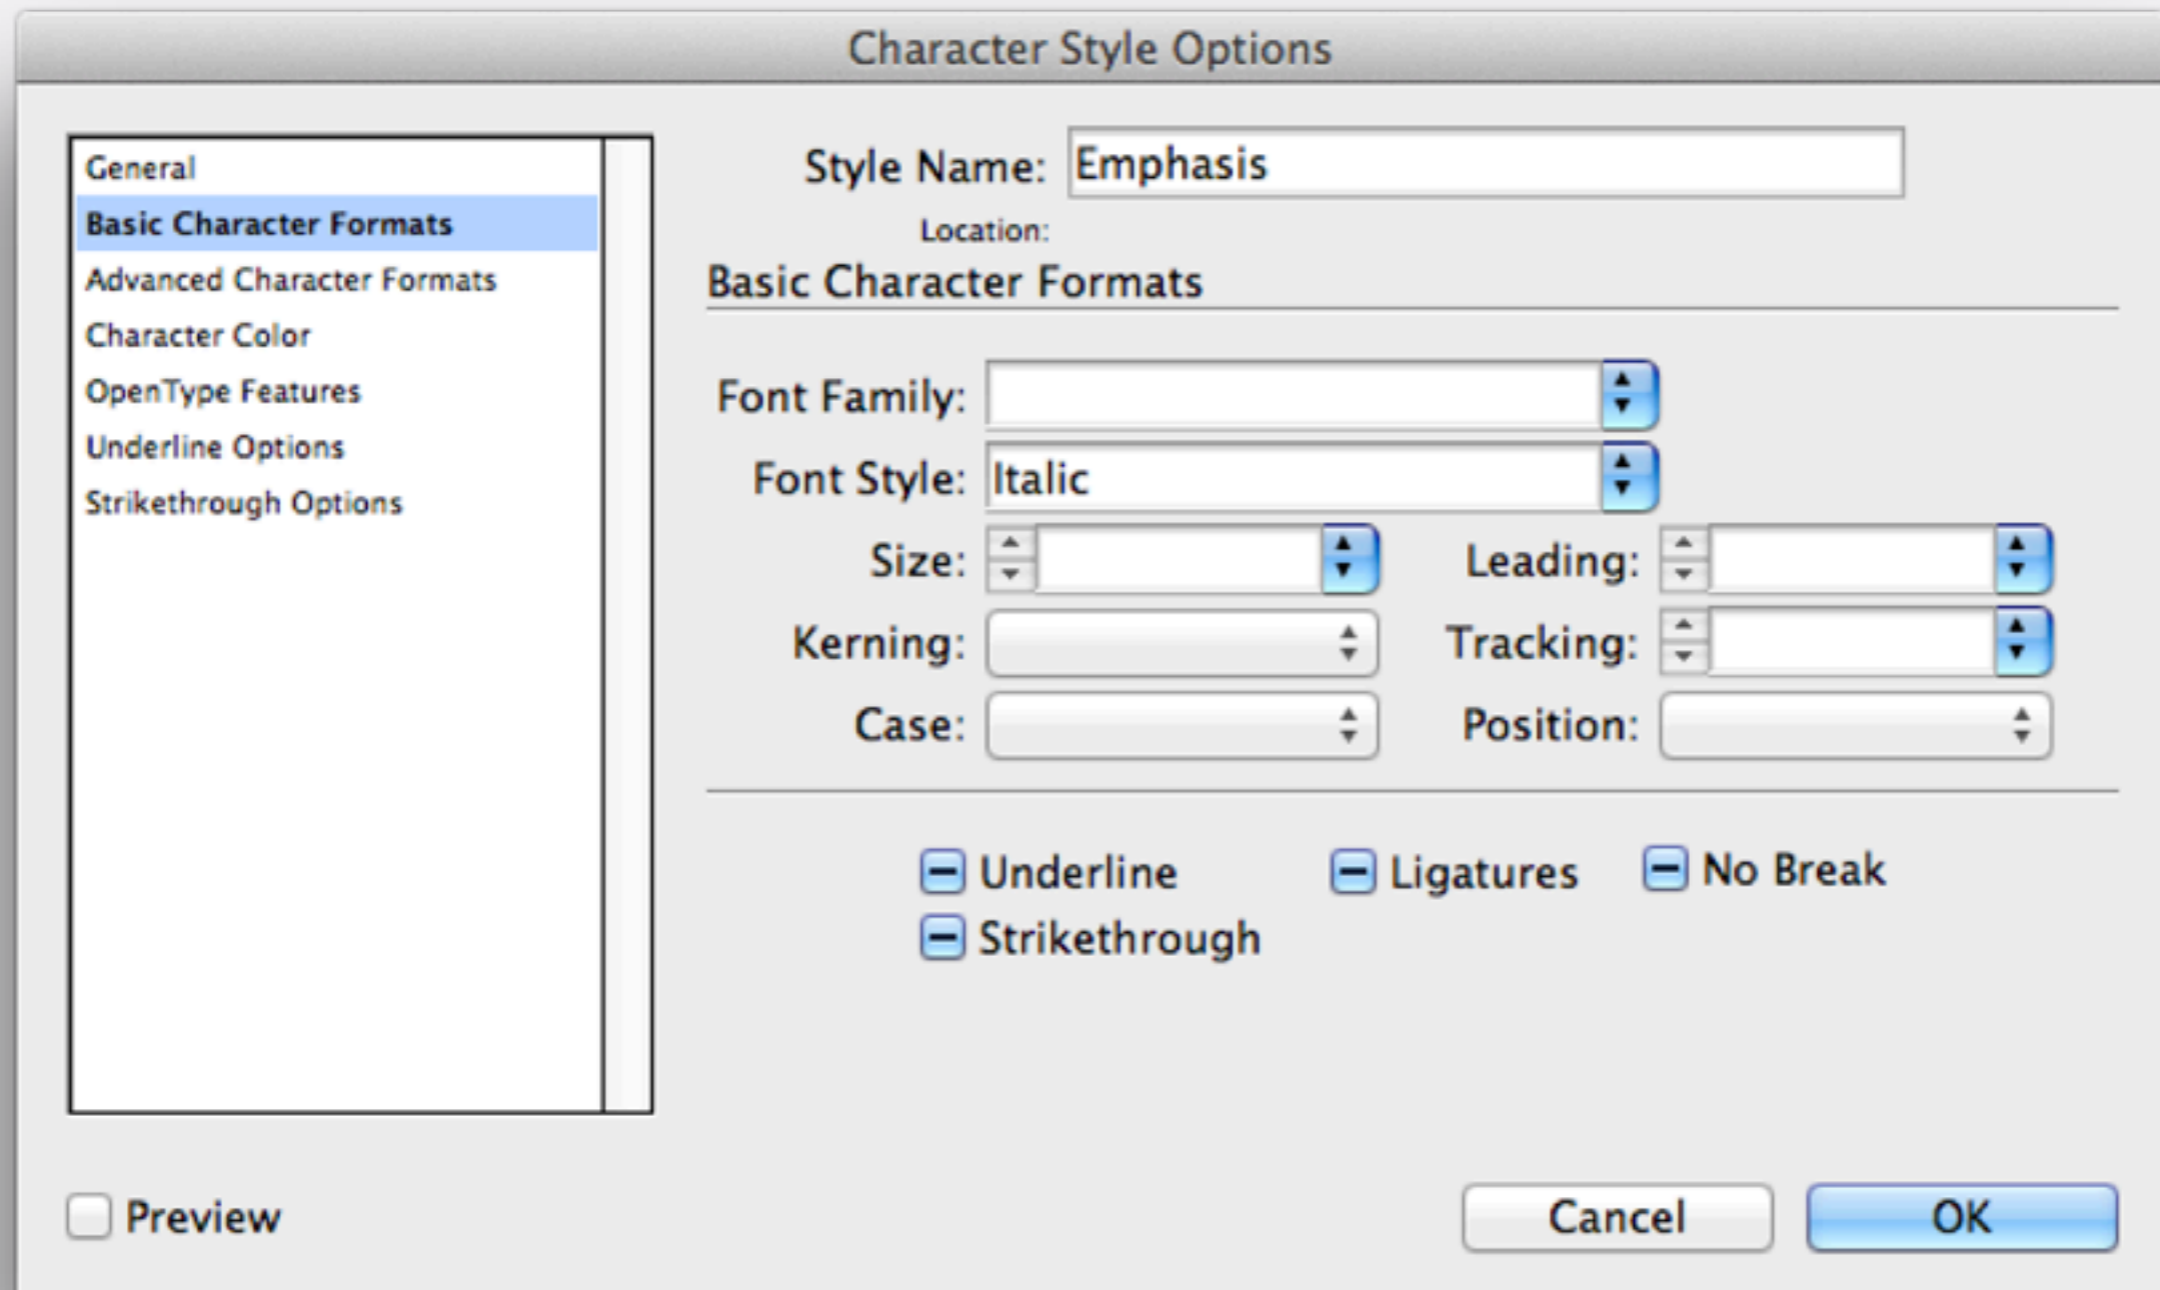 Character Style Options
General
Basic Character Formats
Advanced Character Formats
Character Color
OpenType Features
Underline Options
Strikethrough Options
Style Name: Emphasis
Location:
Basic Character Formats
Font Family:
Font Style: Italic
Size: Leading:
Kerning: Tracking:
Case: Position:
Underline Ligatures No Break
Strikethrough
Preview Cancel OK